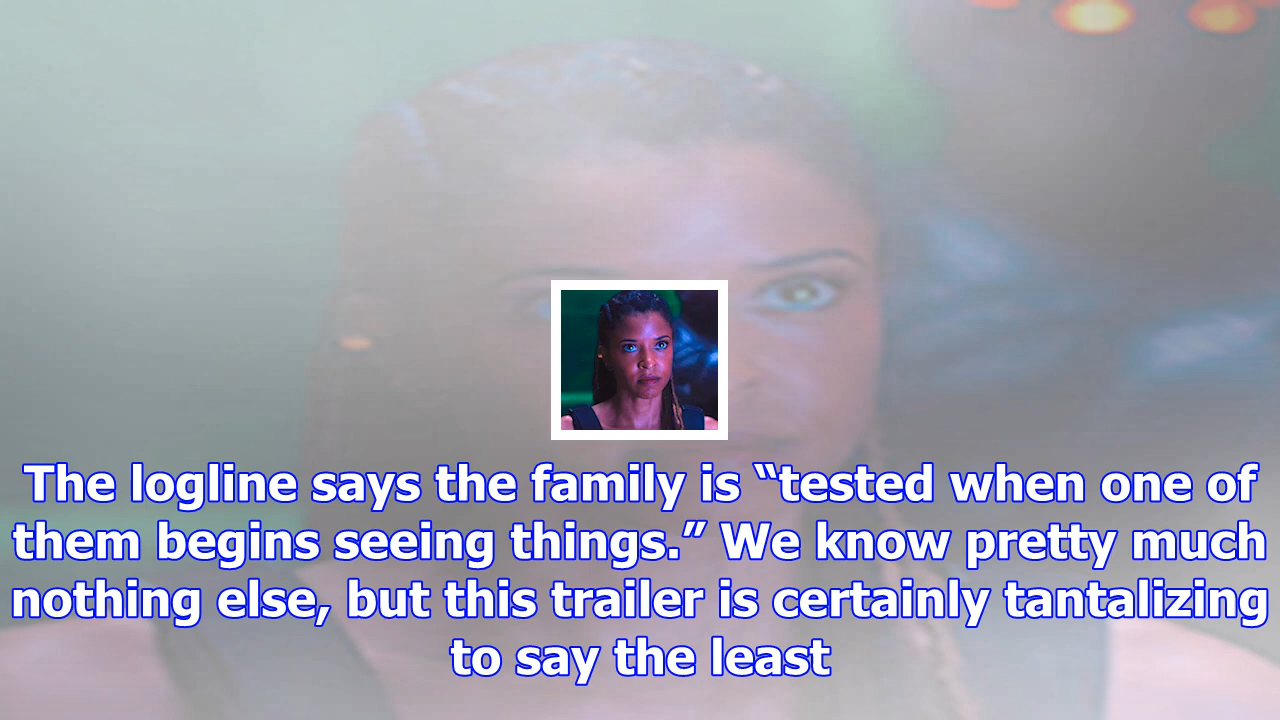 The logline says the family is “tested when one of
them begins seeing things.” We know pretty much
nothing else, but this trailer is certainly tantalizing
to say the least